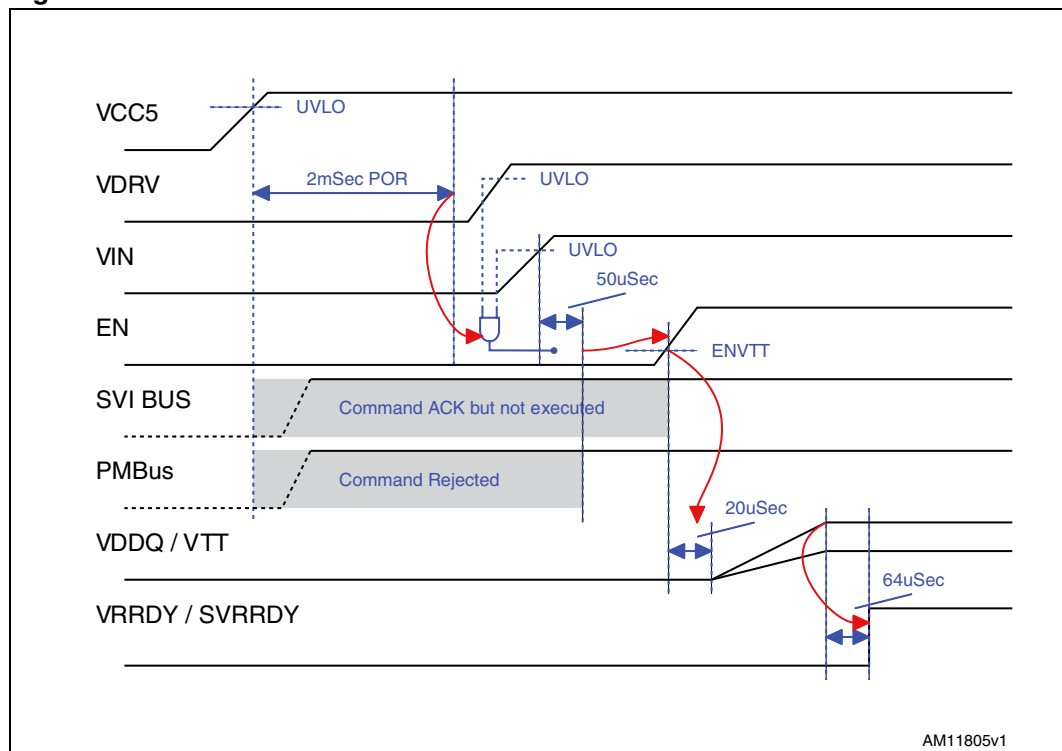 VCC5
UVLO
VDRV
2mSec POR
UVLO
VIN
UVLO
50uSec
EN
ENVTT
SVI BUS
Command ACK but not executed
PMBus
Command Rejected
20uSec
VDDQ / VTT
64uSec
VRRDY / SVRRDY
AM11805v1